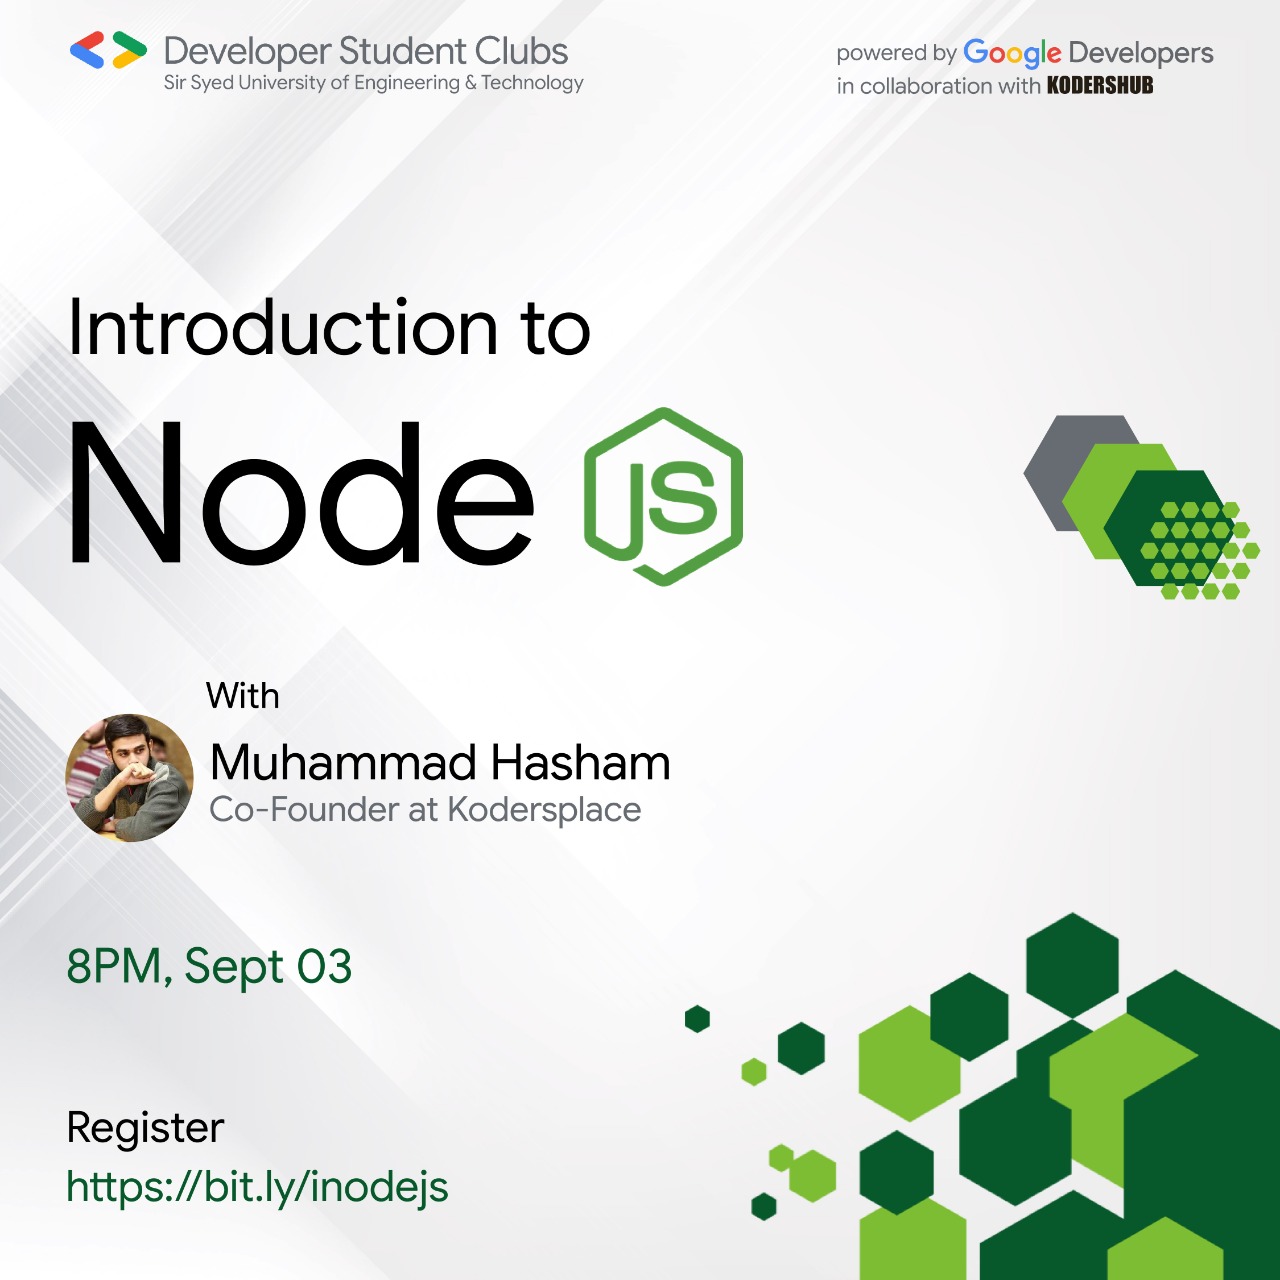 Developer Student Clubs
Sir Syed University of Engineering & Technology
powered by Google Developers
in collaboration with KODERSHUB
Introduction to
Node JS
With
Muhammad Hasham
Co-Founder at Kodersplace
8PM, Sept 03
Register
https://bit.ly/inodejs